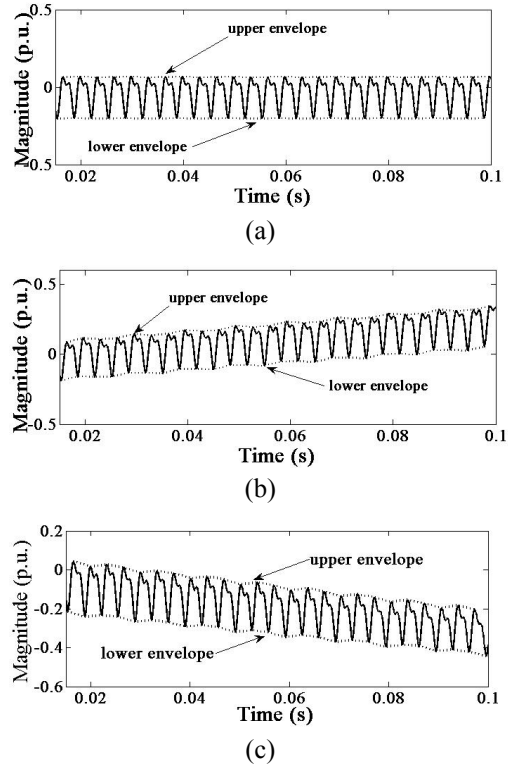 0.5
upper envelope
0
lower envelope
-0.5
0.02 0.04 0.06 0.08 0.1
Magnitude (p.u.)
Time (s)
(a)
0.5
upper envelope
0
lower envelope
-0.5
0.02 0.04 0.06 0.08 0.1
Magnitude (p.u.)
Time (s)
(b)
0.2
upper envelope
0
-0.2
-0.4
lower envelope
-0.6
0.02 0.04 0.06 0.08 0.1
Magnitude (p.u.)
Time (s)
(c)